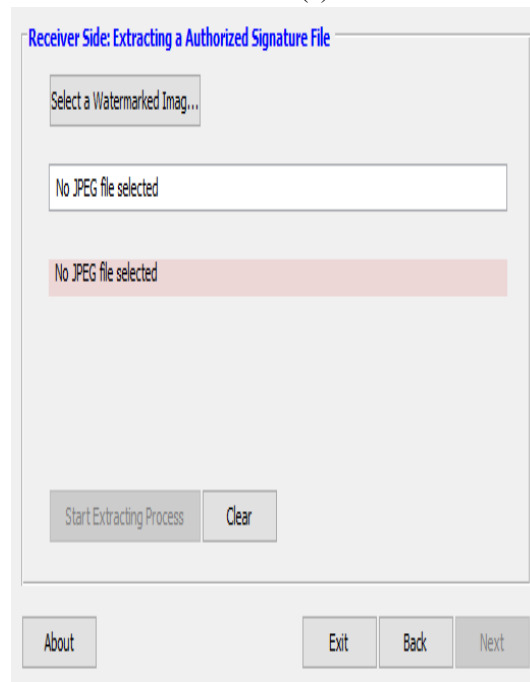 Receiver Side: Extracting a Authorized Signature File
Select a Watermarked Imag...
No JPEG file selected
No JPEG file selected
Start Extracting Process Clear
About Exit Back Next